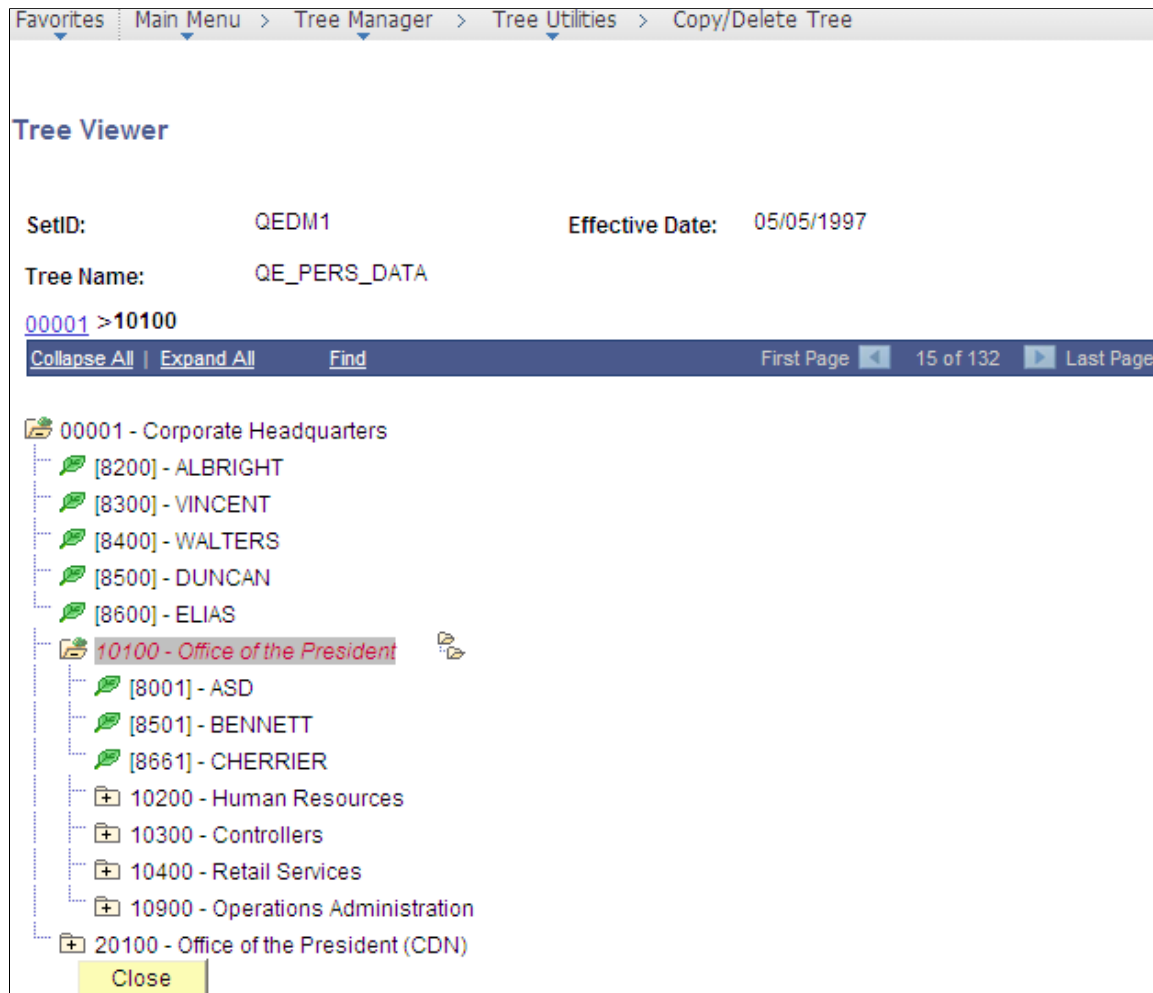 Favorites Main Menu > Tree Manager > Tree Utilities > Copy/Delete Tree
Tree Viewer
SetID: QEDM1 Effective Date: 05/05/1997
Tree Name: QE_PERS_DATA
00001 >10100
Collapse All | Expand All Find First Page 15 of 132 Last Page
00001 - Corporate Headquarters
[8200] - ALBRIGHT
[8300] - VINCENT
[8400] - WALTERS
[8500] - DUNCAN
[8600] - ELIAS
10100 - Office of the President
[8001] - ASD
[8501] - BENNETT
[8661] - CHERRIER
10200 - Human Resources
10300 - Controllers
10400 - Retail Services
10900 - Operations Administration
20100 - Office of the President (CDN)
Close